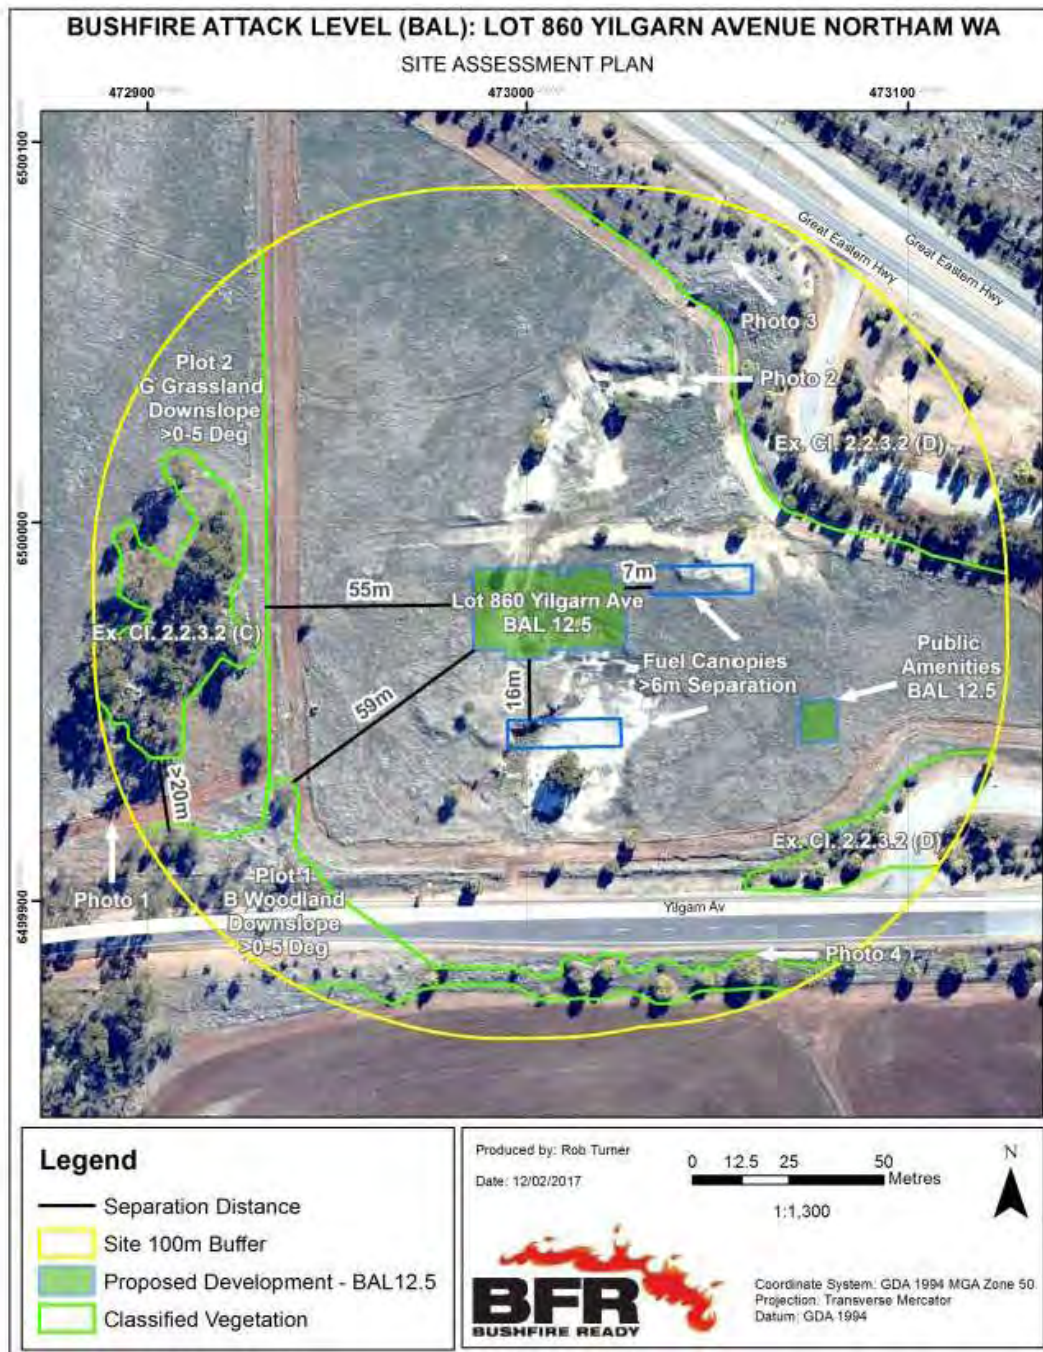 BUSHFIRE ATTACK LEVEL (BAL): LOT 860 YILGARN AVENUE NORTHAM WA
SITE ASSESSMENT PLAN
472900
473000
473100
6500100
6500000
6499900
Great Eastern Hwy
Great Eastern Hwy
Photo 3
Photo 2
Plot 2
G Grassland
Downslope
>0-5 Deg
Ex. Cl. 2.2.3.2 (D)
55m
7m
Lot 860 Yilgarn Ave
BAL 12.5
Ex. Cl. 2.2.3.2 (C)
Fuel Canopies
>6m Separation
Public
Amenities
BAL 12.5
59m
16m
>20m
Ex. Cl. 2.2.3.2 (D)
Photo 1
Plot 1
B Woodland
Downslope
>0-5 Deg
Yilgarn Av
Photo 4
Legend
Separation Distance
Site 100m Buffer
Proposed Development - BAL12.5
Classified Vegetation
Produced by: Rob Turner
Date: 12/02/2017
0 12.5 25 50
Metres
1:1,300
N
BFR
BUSHFIRE READY
Coordinate System: GDA 1994 MGA Zone 50
Projection: Transverse Mercator
Datum: GDA 1994